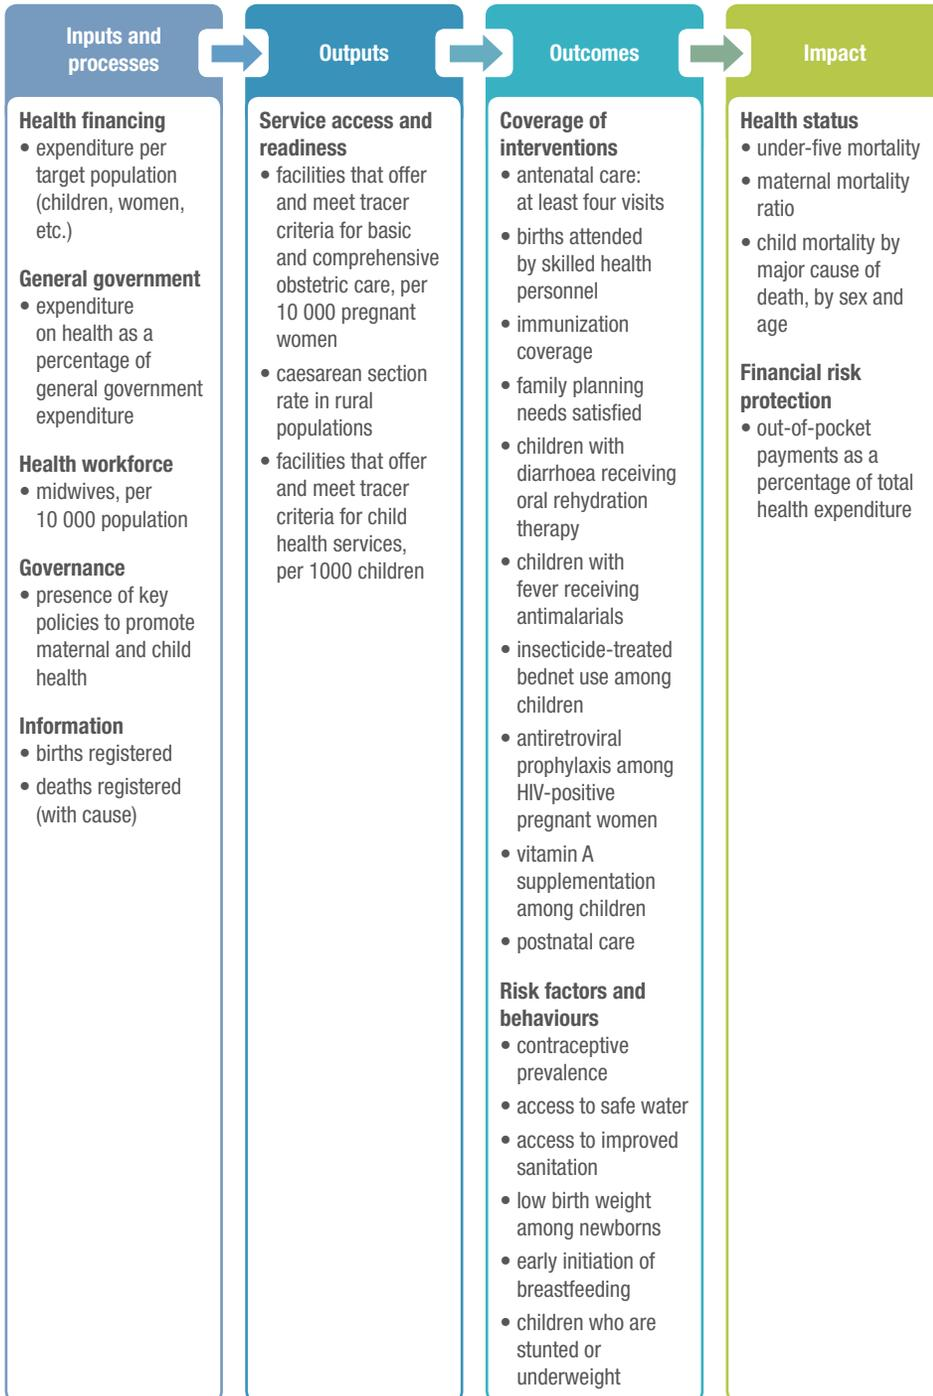 Inputs and
processes
Health financing
• expenditure per
target population
(children, women,
etc.)
General government
• expenditure
on health as a
percentage of
general government
expenditure
Health workforce
• midwives, per
10 000 population
Governance
• presence of key
policies to promote
maternal and child
health
Information
• births registered
• deaths registered
(with cause)
Outputs
Service access and
readiness
• facilities that offer
and meet tracer
criteria for basic
and comprehensive
obstetric care, per
10 000 pregnant
women
• caesarean section
rate in rural
populations
• facilities that offer
and meet tracer
criteria for child
health services,
per 1000 children
Outcomes
Coverage of
interventions
• antenatal care:
at least four visits
• births attended
by skilled health
personnel
• immunization
coverage
• family planning
needs satisfied
• children with
diarrhoea receiving
oral rehydration
therapy
• children with
fever receiving
antimalarials
• insecticide-treated
bednet use among
children
• antiretroviral
prophylaxis among
HIV-positive
pregnant women
• vitamin A
supplementation
among children
• postnatal care
Risk factors and
behaviours
• contraceptive
prevalence
• access to safe water
• access to improved
sanitation
• low birth weight
among newborns
• early initiation of
breastfeeding
• children who are
stunted or
underweight
Impact
Health status
• under-five mortality
• maternal mortality
ratio
• child mortality by
major cause of
death, by sex and
age
Financial risk
protection
• out-of-pocket
payments as a
percentage of total
health expenditure